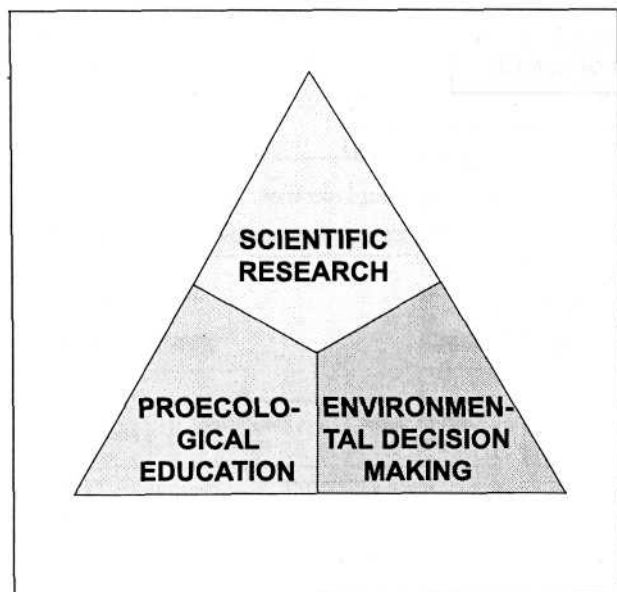 SCIENTIFIC
RESEARCH
PROECOLO-
GICAL
EDUCATION
ENVIRONMEN-
TAL DECISION
MAKING